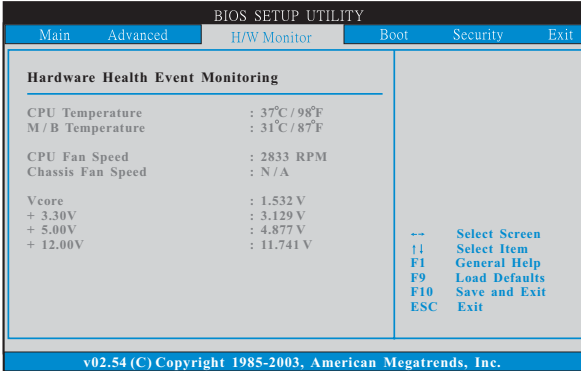 BIOS SETUP UTILITY
Main Advanced H/W Monitor Boot Security Exit
Hardware Health Event Monitoring
CPU Temperature : 37°C / 98°F
M / B Temperature : 31°C / 87°F
CPU Fan Speed : 2833 RPM
Chassis Fan Speed : N / A
Vcore : 1.532 V
+ 3.30V : 3.129 V
+ 5.00V : 4.877 V
+ 12.00V : 11.741 V
←→ Select Screen
↑↓ Select Item
F1 General Help
F9 Load Defaults
F10 Save and Exit
ESC Exit
v02.54 (C) Copyright 1985-2003, American Megatrends, Inc.